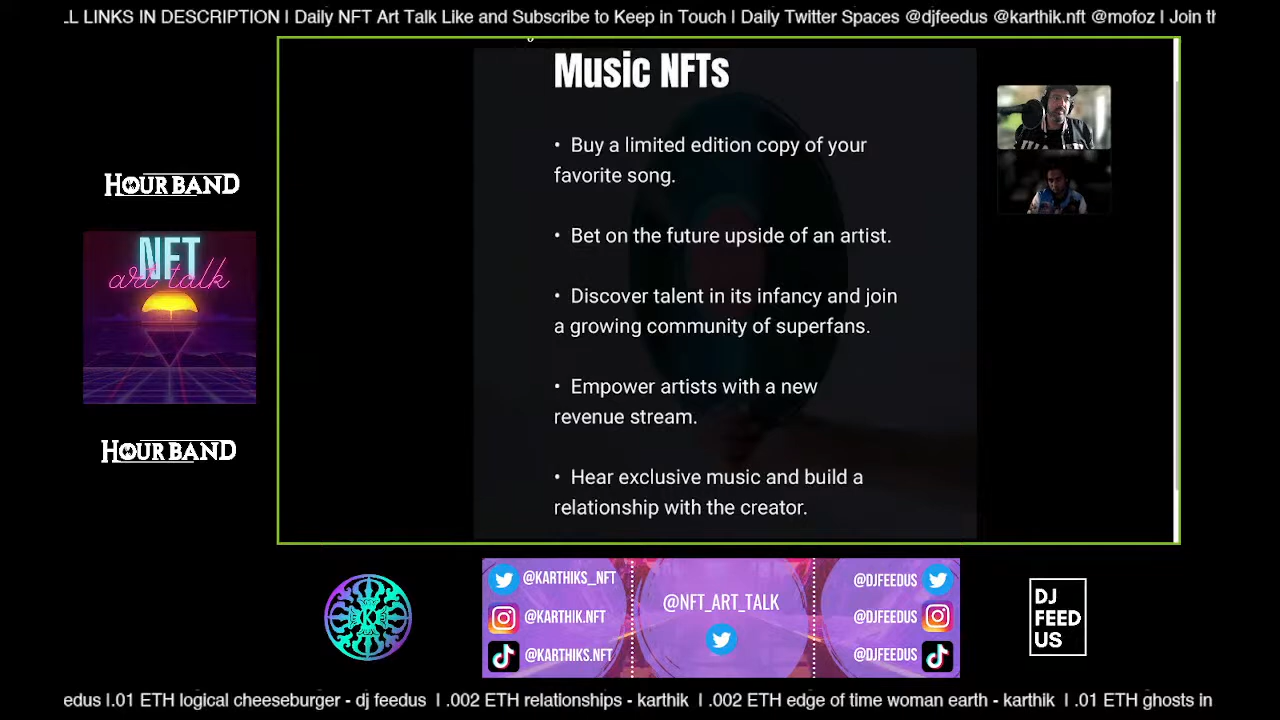 LL LINKS IN DESCRIPTION I Daily NFT Art Talk Like and Subscribe to Keep in Touch I Daily Twitter Spaces @djfeedus @karthik.nft @mofoz I Join th
Music NFTs
• Buy a limited edition copy of your
favorite song.
• Bet on the future upside of an artist.
• Discover talent in its infancy and join
a growing community of superfans.
• Empower artists with a new
revenue stream.
• Hear exclusive music and build a
relationship with the creator.
HOUR BAND
NFT
art talk
HOUR BAND
K
@KARTHIKS_NFT
@KARTHIK.NFT
@KARTHIKS.NFT
@NFT_ART_TALK
@DJFEEDUS
@DJFEEDUS
@DJFEEDUS
DJ
FEED
US
edus I.01 ETH logical cheeseburger - dj feedus I .002 ETH relationships - karthik I .002 ETH edge of time woman earth - karthik I .01 ETH ghosts in